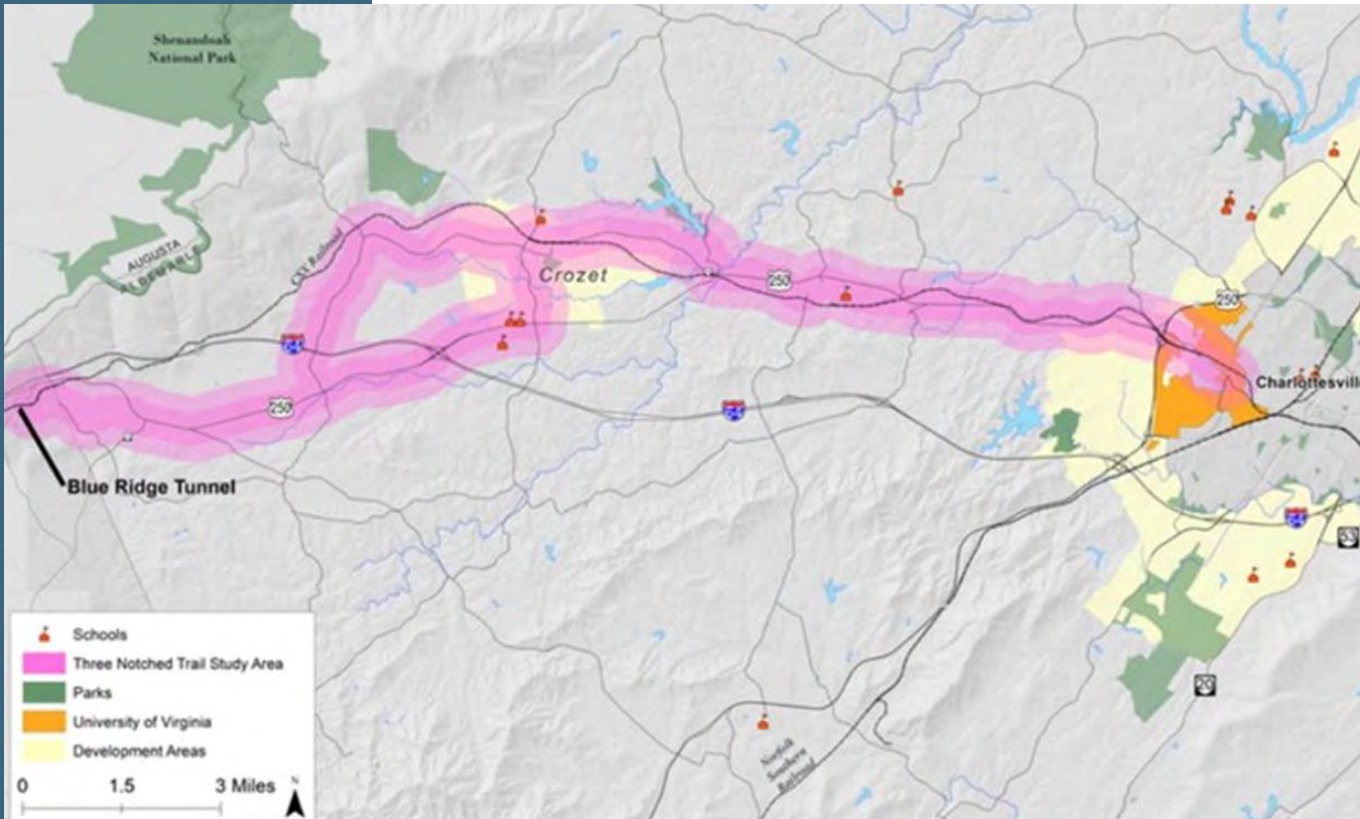 Shenandoah
National Park
AUGUSTA
ALBEMARLE
CSX Railroad
Crozet
250
64
250
250
64
Charlottesville
Blue Ridge Tunnel
64
53
20
Norfolk
Southern
Railroad
Schools
Three Notched Trail Study Area
Parks
University of Virginia
Development Areas
0 1.5 3 Miles
N